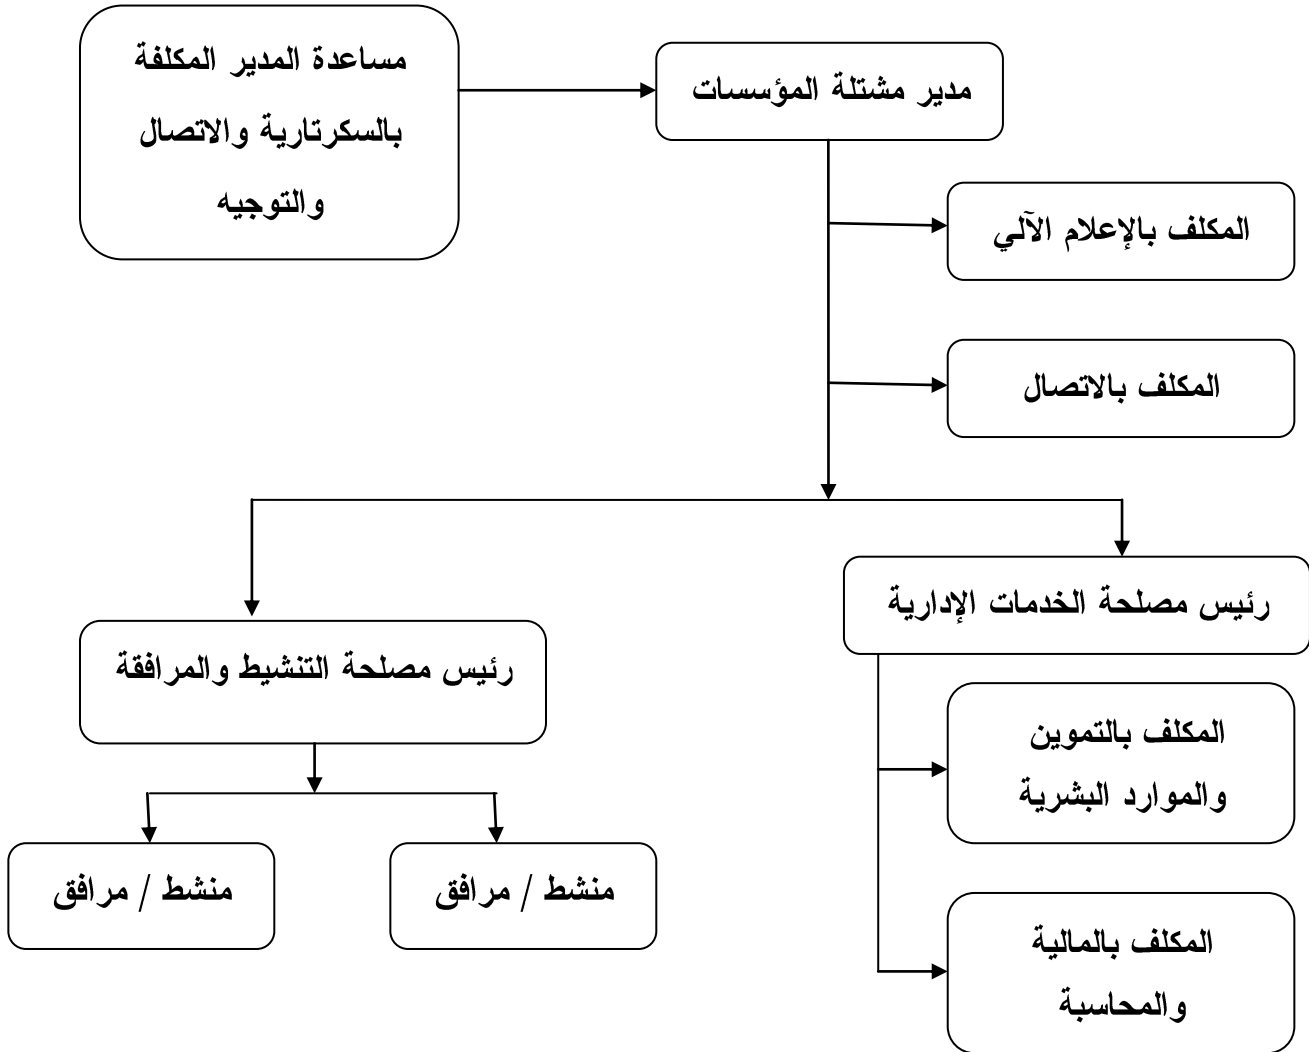 مساعدة المدير المكلفة
بالسكرتارية والاتصال
والتوجيه
مدير مشتلة المؤسسات
المكلف بالإعلام الآلي
المكلف بالاتصال
رئيس مصلحة الخدمات الإدارية
رئيس مصلحة التنشيط والمرافقة
المكلف بالتموين
والموارد البشرية
منشط / مرافق
منشط / مرافق
المكلف بالمالية
والمحاسبة